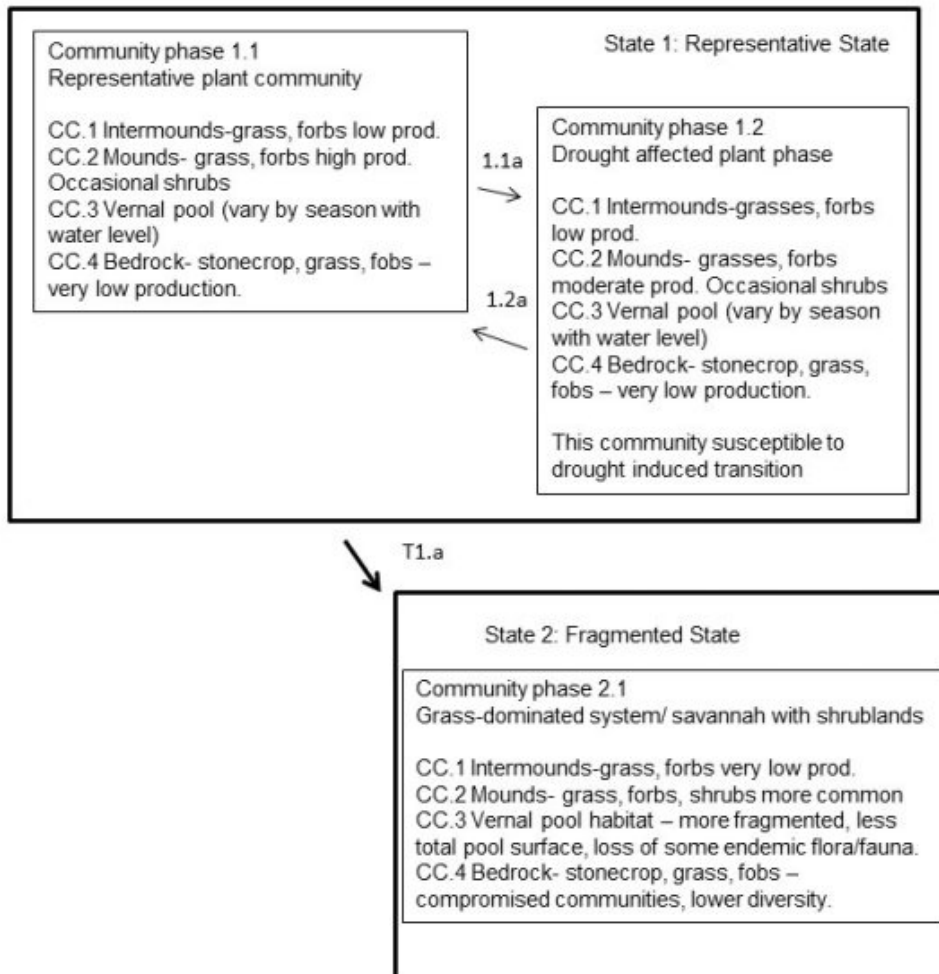 State 1: Representative State
Community phase 1.1
Representative plant community
CC.1 Intermounds-grass, forbs low prod.
CC.2 Mounds- grass, forbs high prod.
Occasional shrubs
CC.3 Vernal pool (vary by season with
water level)
CC.4 Bedrock- stonecrop, grass, fobs –
very low production.
1.1a
1.2a
Community phase 1.2
Drought affected plant phase
CC.1 Intermounds-grasses, forbs
low prod.
CC.2 Mounds- grasses, forbs
moderate prod. Occasional shrubs
CC.3 Vernal pool (vary by season
with water level)
CC.4 Bedrock- stonecrop, grass,
fobs – very low production.
This community susceptible to
drought induced transition
T1.a
State 2: Fragmented State
Community phase 2.1
Grass-dominated system/ savannah with shrublands
CC.1 Intermounds-grass, forbs very low prod.
CC.2 Mounds- grass, forbs, shrubs more common
CC.3 Vernal pool habitat – more fragmented, less
total pool surface, loss of some endemic flora/fauna.
CC.4 Bedrock- stonecrop, grass, fobs –
compromised communities, lower diversity.